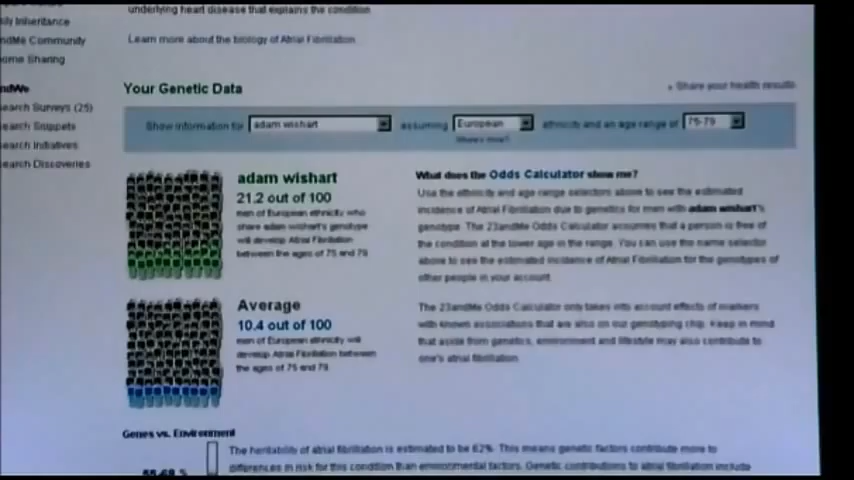 underlying heart disease that explains the condition
ily Inheritance
ndMe Community
Learn more about the biology of Atrial Fibrillation
ome Sharing
ndWe
Your Genetic Data
Share your health results
earch Surveys (25)
earch Snippets
Show information for adam wishart assuming European ethnicity and an age range of 75-79
earch Initiatives
earch Discoveries
adam wishart
21.2 out of 100
men of European ethnicity who
share adam wishart's genotype
will develop Atrial Fibrillation
between the ages of 75 and 79
What does the Odds Calculator show me?
Use the ethnicity and age range selectors above to see the estimated
incidence of Atrial Fibrillation due to genetics for men with adam wishart's
genotype. The 23andMe Odds Calculator assumes that a person is free of
the condition at the lower age in the range. You can use the name selector
above to see the estimated incidence of Atrial Fibrillation for the genotypes of
other people in your account.
Average
10.4 out of 100
men of European ethnicity will
develop Atrial Fibrillation between
the ages of 75 and 79
The 23andMe Odds Calculator only takes into account effects of markers
with known associations that are also on our genotyping chip. Keep in mind
that aside from genetics, environment and lifestyle may also contribute to
one's atrial fibrillation.
Genes vs. Environment
The heritability of atrial fibrillation is estimated to be 62%. This means genetic factors contribute more to
differences in risk for this condition than environmental factors. Genetic contributions to atrial fibrillation include